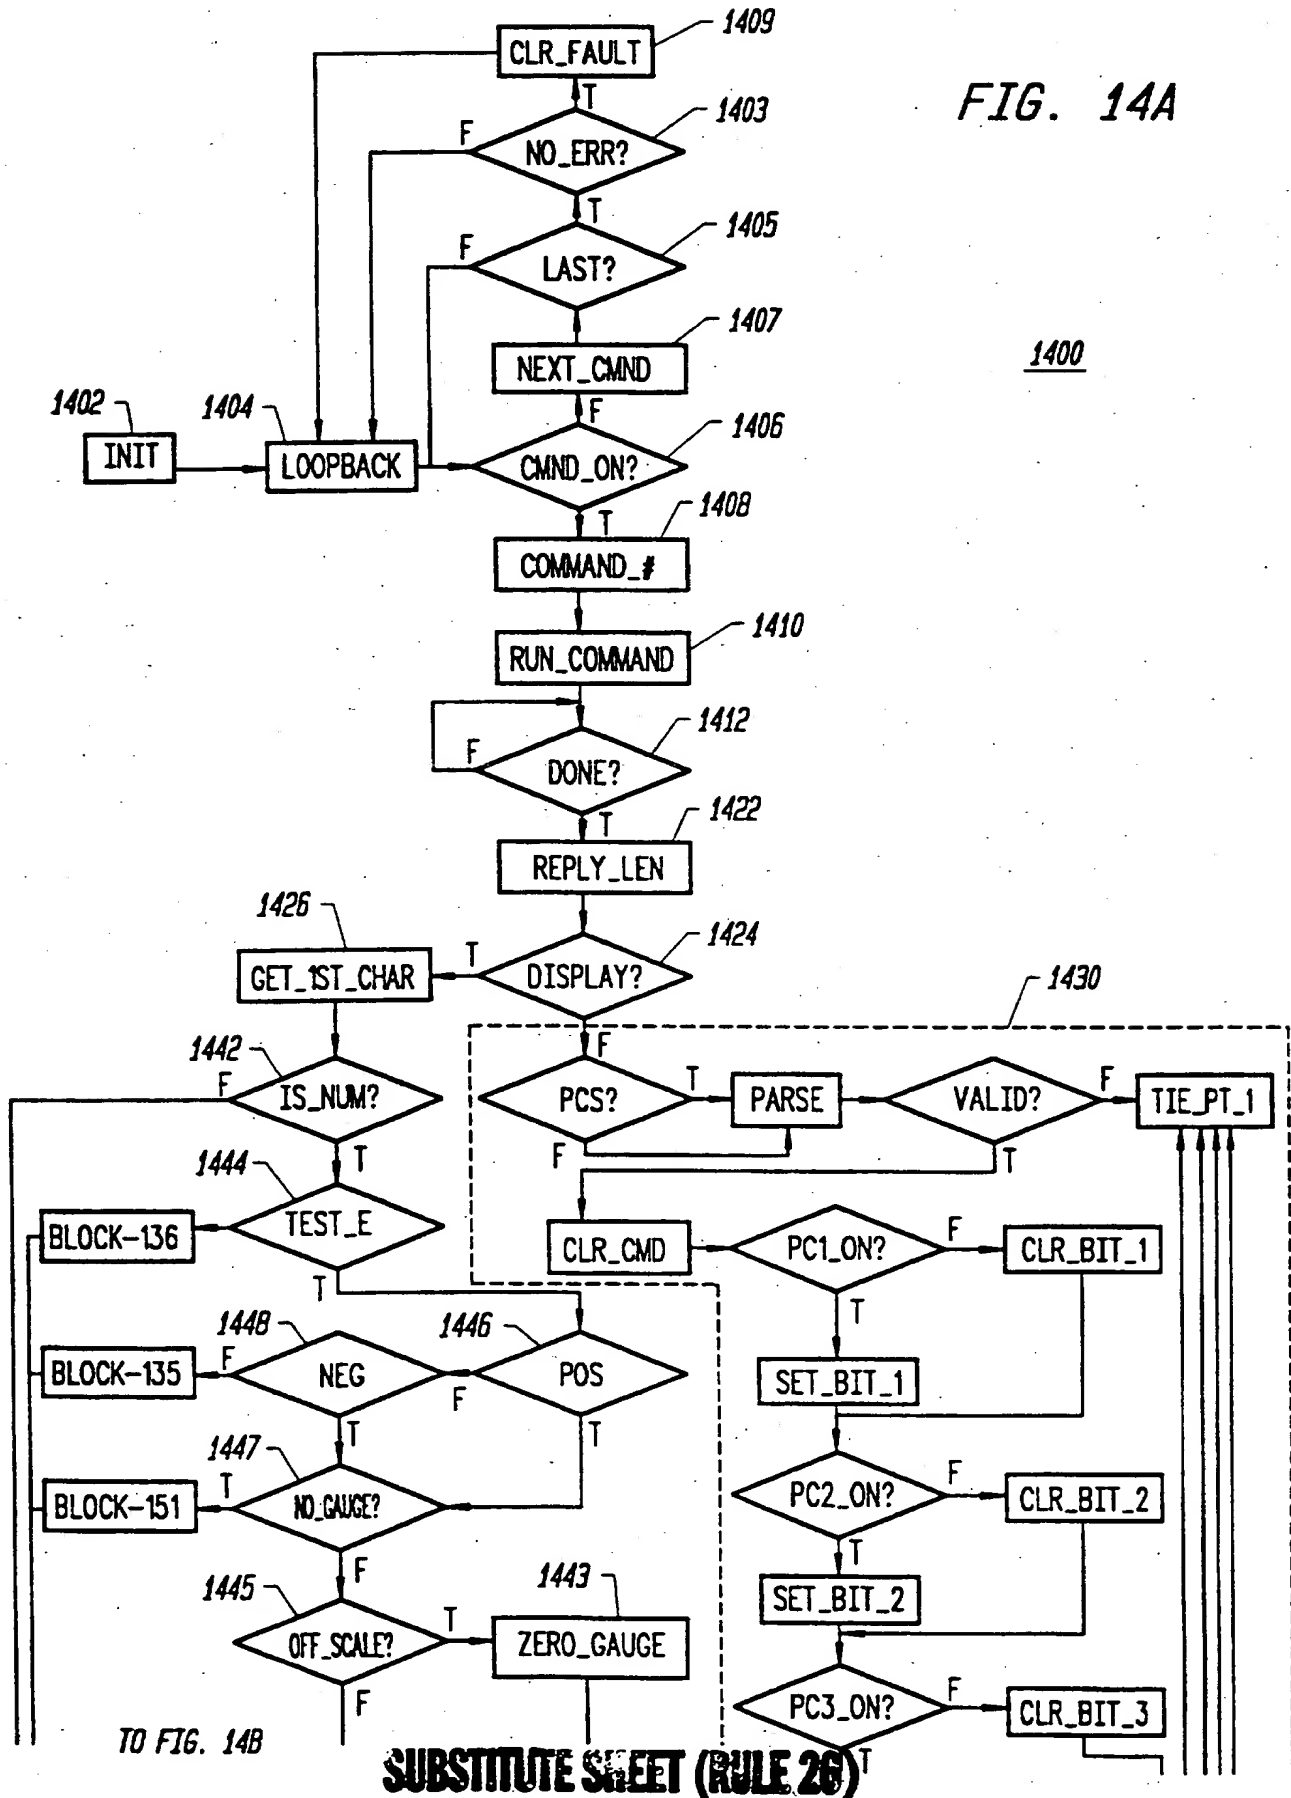 1409
CLR_FAULT
FIG. 14A
T
1403
F
NO_ERR?
T
1405
F
LAST?
1407
NEXT_CMND
1400
F
1402
1404
1406
INIT
LOOPBACK
CMND_ON?
T
1408
COMMAND_#
1410
RUN_COMMAND
1412
F
DONE?
T
1422
REPLY_LEN
1426
1424
GET_1ST_CHAR
T
DISPLAY?
1430
F
1442
F
IS_NUM?
PCS?
T
PARSE
VALID?
F
TIE_PT_1
F
T
T
1444
BLOCK-136
TEST_E
CLR_CMD
PC1_ON?
F
CLR_BIT_1
T
T
1448
1446
BLOCK-135
F
NEG
F
POS
SET_BIT_1
T
T
1447
BLOCK-151
T
NO_GAUGE?
PC2_ON?
F
CLR_BIT_2
F
T
1445
1443
SET_BIT_2
OFF_SCALE?
T
ZERO_GAUGE
F
PC3_ON?
F
CLR_BIT_3
T
TO FIG. 14B
SUBSTITUTE SHEET (RULE 26)